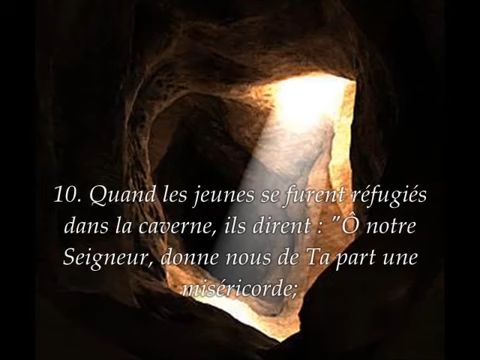 10. Quand les jeunes se furent réfugiés
dans la caverne, ils dirent : "Ô notre
Seigneur, donne nous de Ta part une
miséricorde;